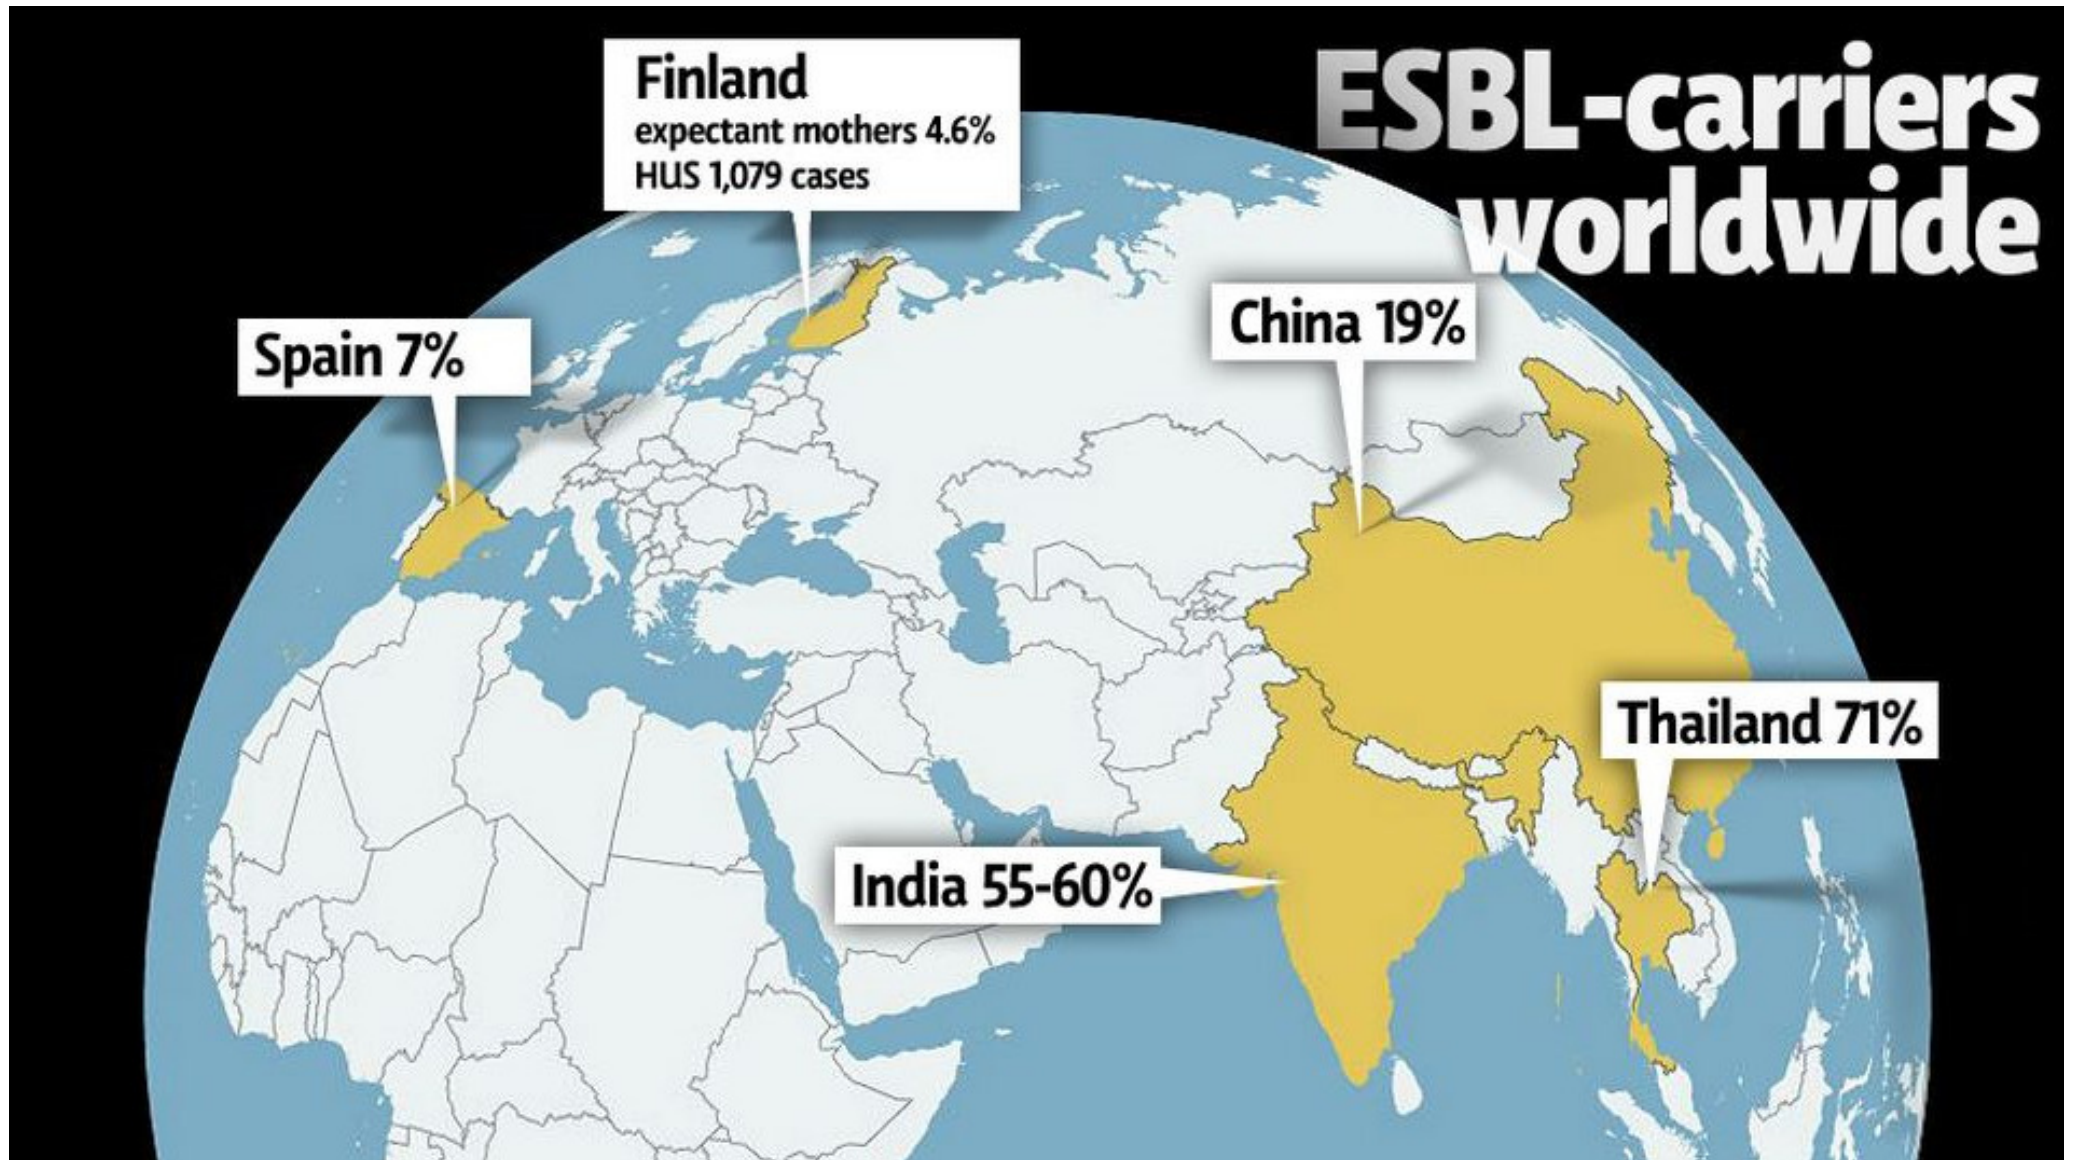 ESBL-carriers
worldwide
Finland
expectant mothers 4.6%
HUS 1,079 cases
Spain 7%
China 19%
Thailand 71%
India 55-60%